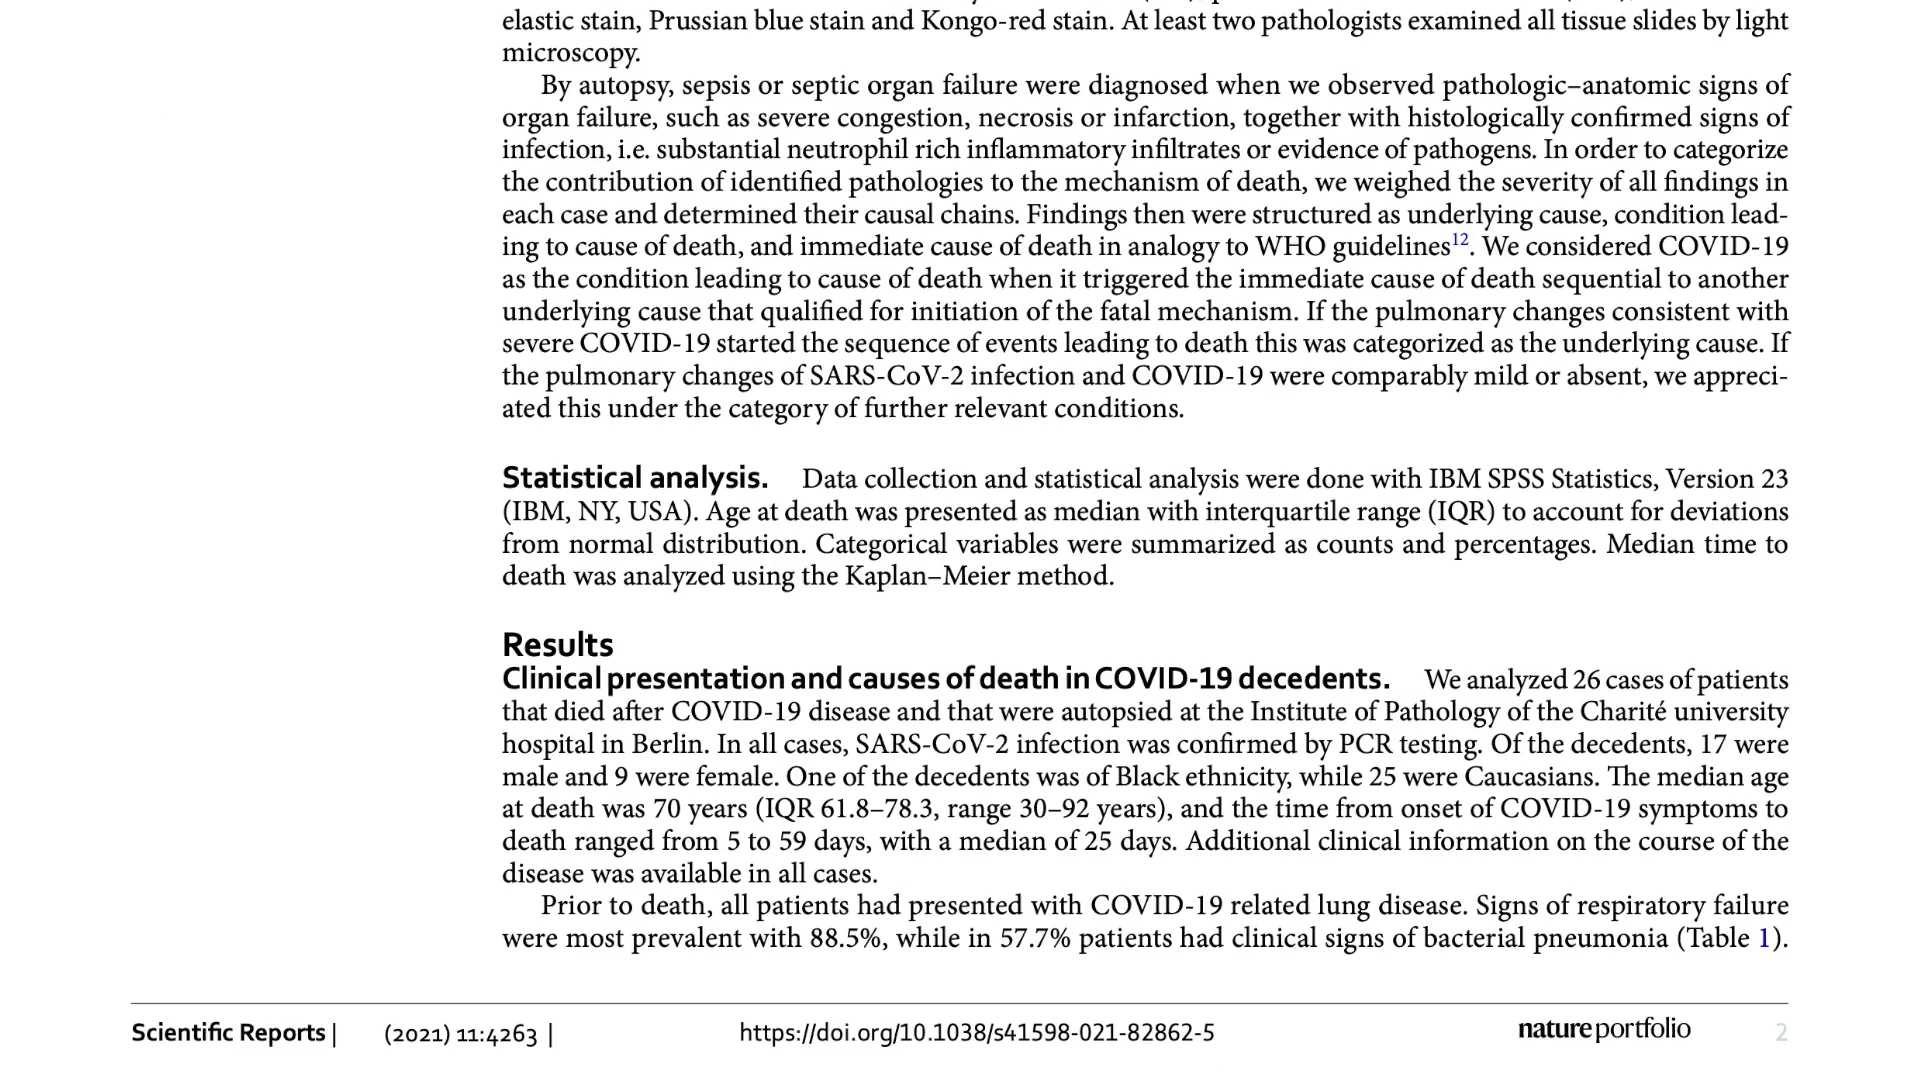 elastic stain, Prussian blue stain and Kongo-red stain. At least two pathologists examined all tissue slides by light
microscopy.
By autopsy, sepsis or septic organ failure were diagnosed when we observed pathologic–anatomic signs of
organ failure, such as severe congestion, necrosis or infarction, together with histologically confirmed signs of
infection, i.e. substantial neutrophil rich inflammatory infiltrates or evidence of pathogens. In order to categorize
the contribution of identified pathologies to the mechanism of death, we weighed the severity of all findings in
each case and determined their causal chains. Findings then were structured as underlying cause, condition lead-
ing to cause of death, and immediate cause of death in analogy to WHO guidelines12. We considered COVID-19
as the condition leading to cause of death when it triggered the immediate cause of death sequential to another
underlying cause that qualified for initiation of the fatal mechanism. If the pulmonary changes consistent with
severe COVID-19 started the sequence of events leading to death this was categorized as the underlying cause. If
the pulmonary changes of SARS-CoV-2 infection and COVID-19 were comparably mild or absent, we appreci-
ated this under the category of further relevant conditions.
Statistical analysis. Data collection and statistical analysis were done with IBM SPSS Statistics, Version 23
(IBM, NY, USA). Age at death was presented as median with interquartile range (IQR) to account for deviations
from normal distribution. Categorical variables were summarized as counts and percentages. Median time to
death was analyzed using the Kaplan–Meier method.
Results
Clinical presentation and causes of death in COVID-19 decedents. We analyzed 26 cases of patients
that died after COVID-19 disease and that were autopsied at the Institute of Pathology of the Charité university
hospital in Berlin. In all cases, SARS-CoV-2 infection was confirmed by PCR testing. Of the decedents, 17 were
male and 9 were female. One of the decedents was of Black ethnicity, while 25 were Caucasians. The median age
at death was 70 years (IQR 61.8–78.3, range 30–92 years), and the time from onset of COVID-19 symptoms to
death ranged from 5 to 59 days, with a median of 25 days. Additional clinical information on the course of the
disease was available in all cases.
Prior to death, all patients had presented with COVID-19 related lung disease. Signs of respiratory failure
were most prevalent with 88.5%, while in 57.7% patients had clinical signs of bacterial pneumonia (Table 1).
Scientific Reports | (2021) 11:4263 | https://doi.org/10.1038/s41598-021-82862-5 nature portfolio 2